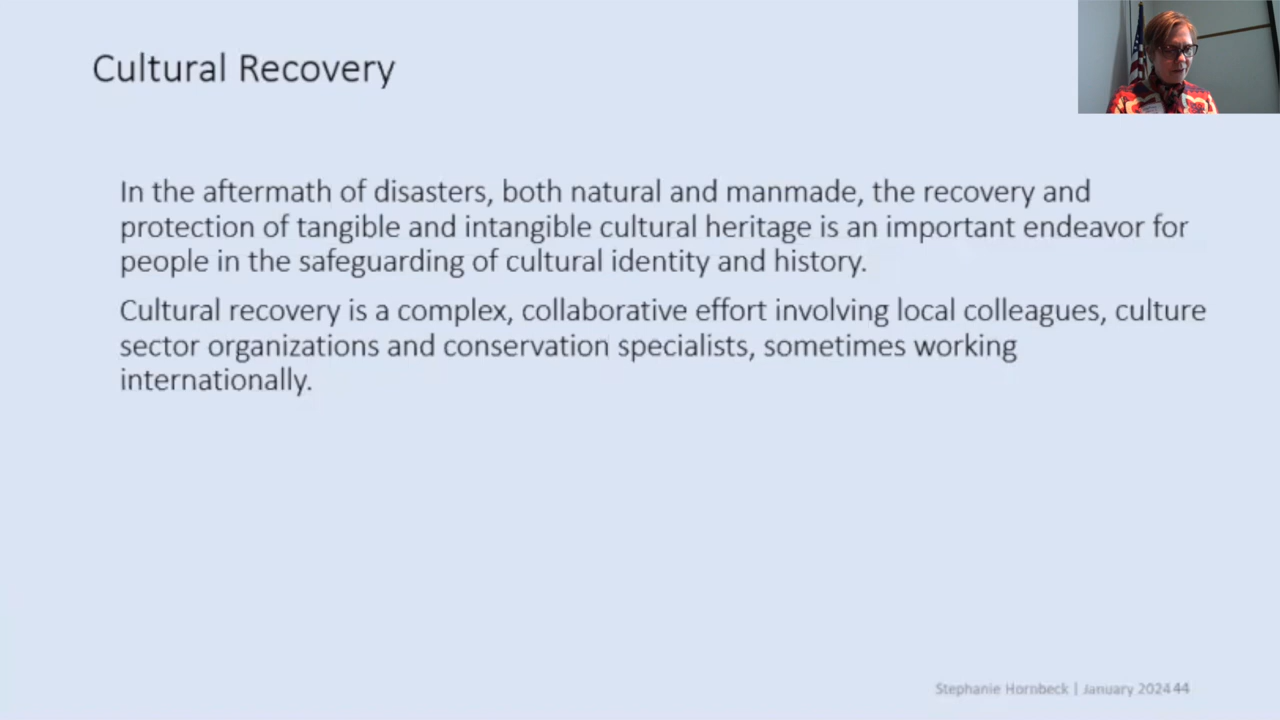 Cultural Recovery
In the aftermath of disasters, both natural and manmade, the recovery and
protection of tangible and intangible cultural heritage is an important endeavor for
people in the safeguarding of cultural identity and history.
Cultural recovery is a complex, collaborative effort involving local colleagues, culture
sector organizations and conservation specialists, sometimes working
internationally.
Stephanie Hornbeck | January 2024 44